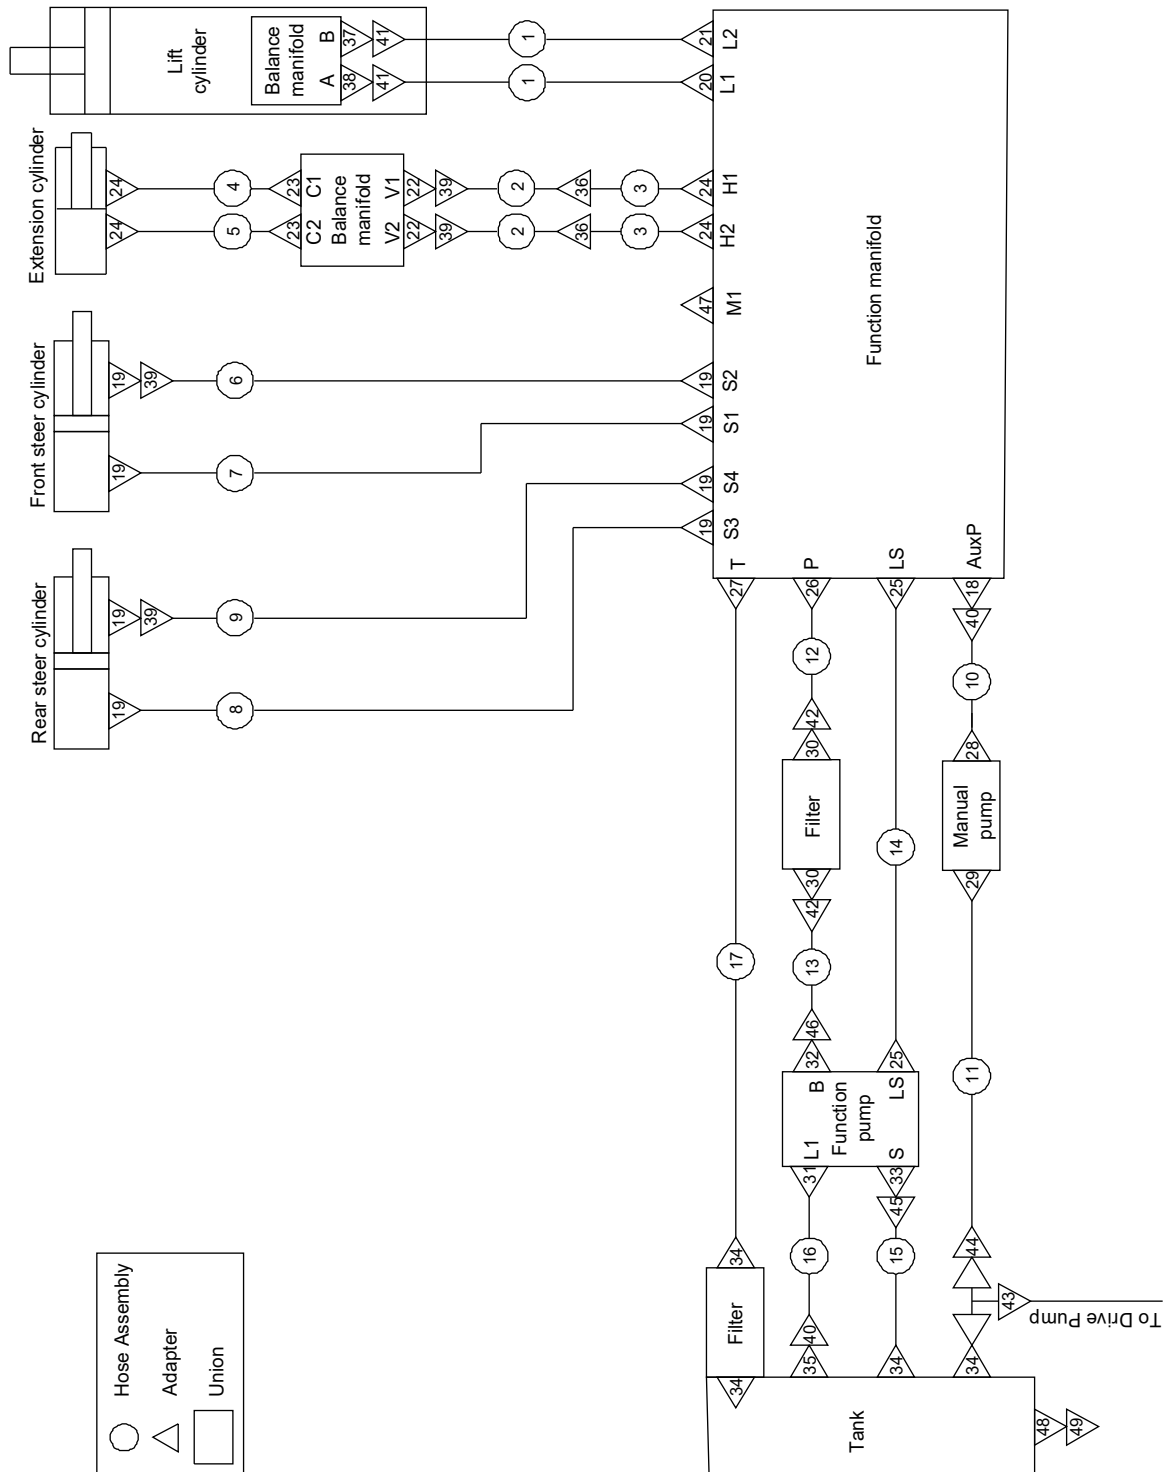 Hose Assembly
Adapter
Union
Rear steer cylinder
19
19
39
8
9
Front steer cylinder
19
19
39
7
6
Extension cylinder
24
24
5
4
23
23
C2
C1
Balance
manifold
V2
V1
22
22
39
39
2
2
36
36
3
3
24
24
H2
H1
Lift
cylinder
Balance
manifold
A
B
38
37
41
41
1
1
20
21
L1
L2
19
19
19
19
47
S3
S4
S1
S2
M1
Function manifold
T
P
LS
AuxP
27
26
25
18
40
12
10
42
30
28
Filter
Manual
pump
30
42
29
14
17
13
46
32
25
11
B
LS
Function
pump
L1
S
31
33
45
34
16
15
44
Filter
40
43
To Drive Pump
34
35
34
34
Tank
48
49